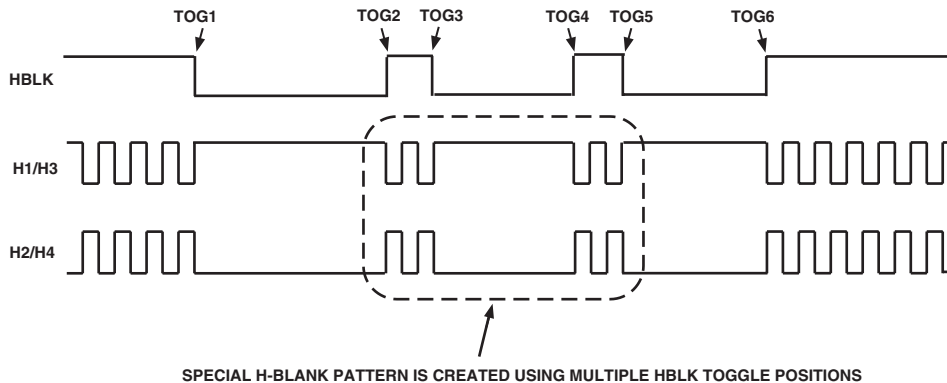 TOG1 TOG2 TOG3 TOG4 TOG5 TOG6
HBLK
H1/H3
H2/H4
SPECIAL H-BLANK PATTERN IS CREATED USING MULTIPLE HBLK TOGGLE POSITIONS